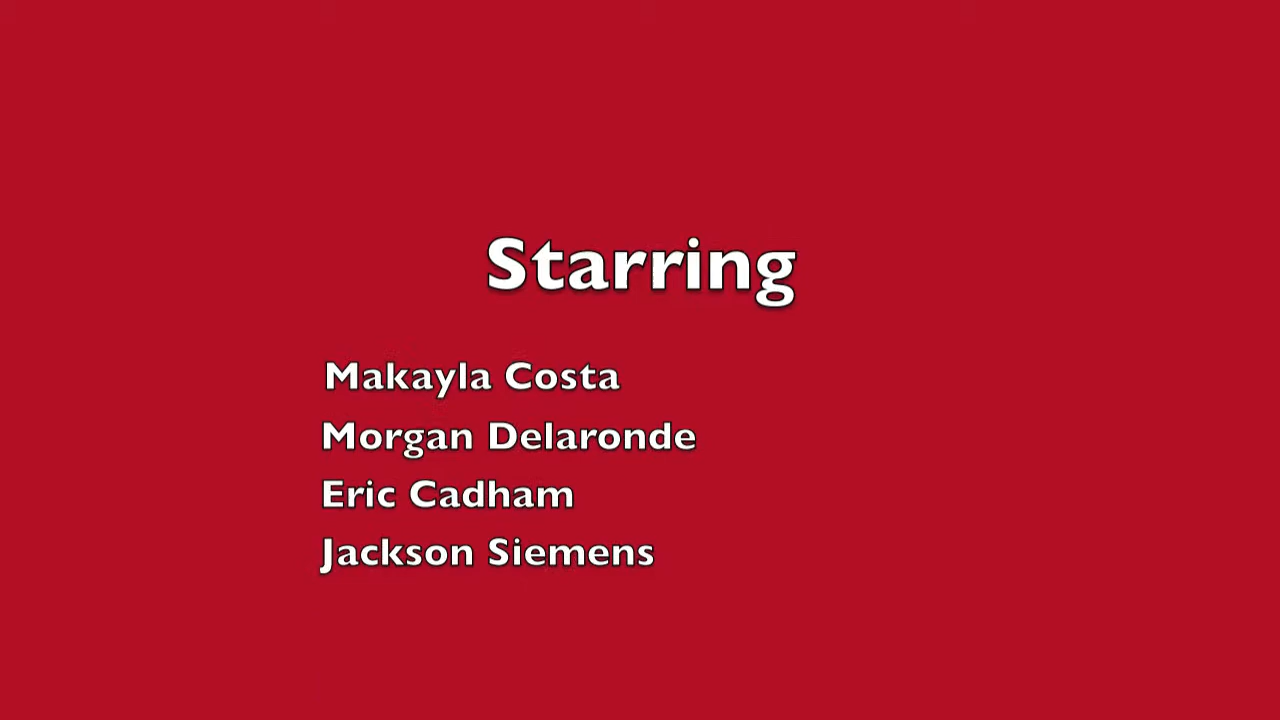 Starring
Makayla Costa
Morgan Delaronde
Eric Cadham
Jackson Siemens